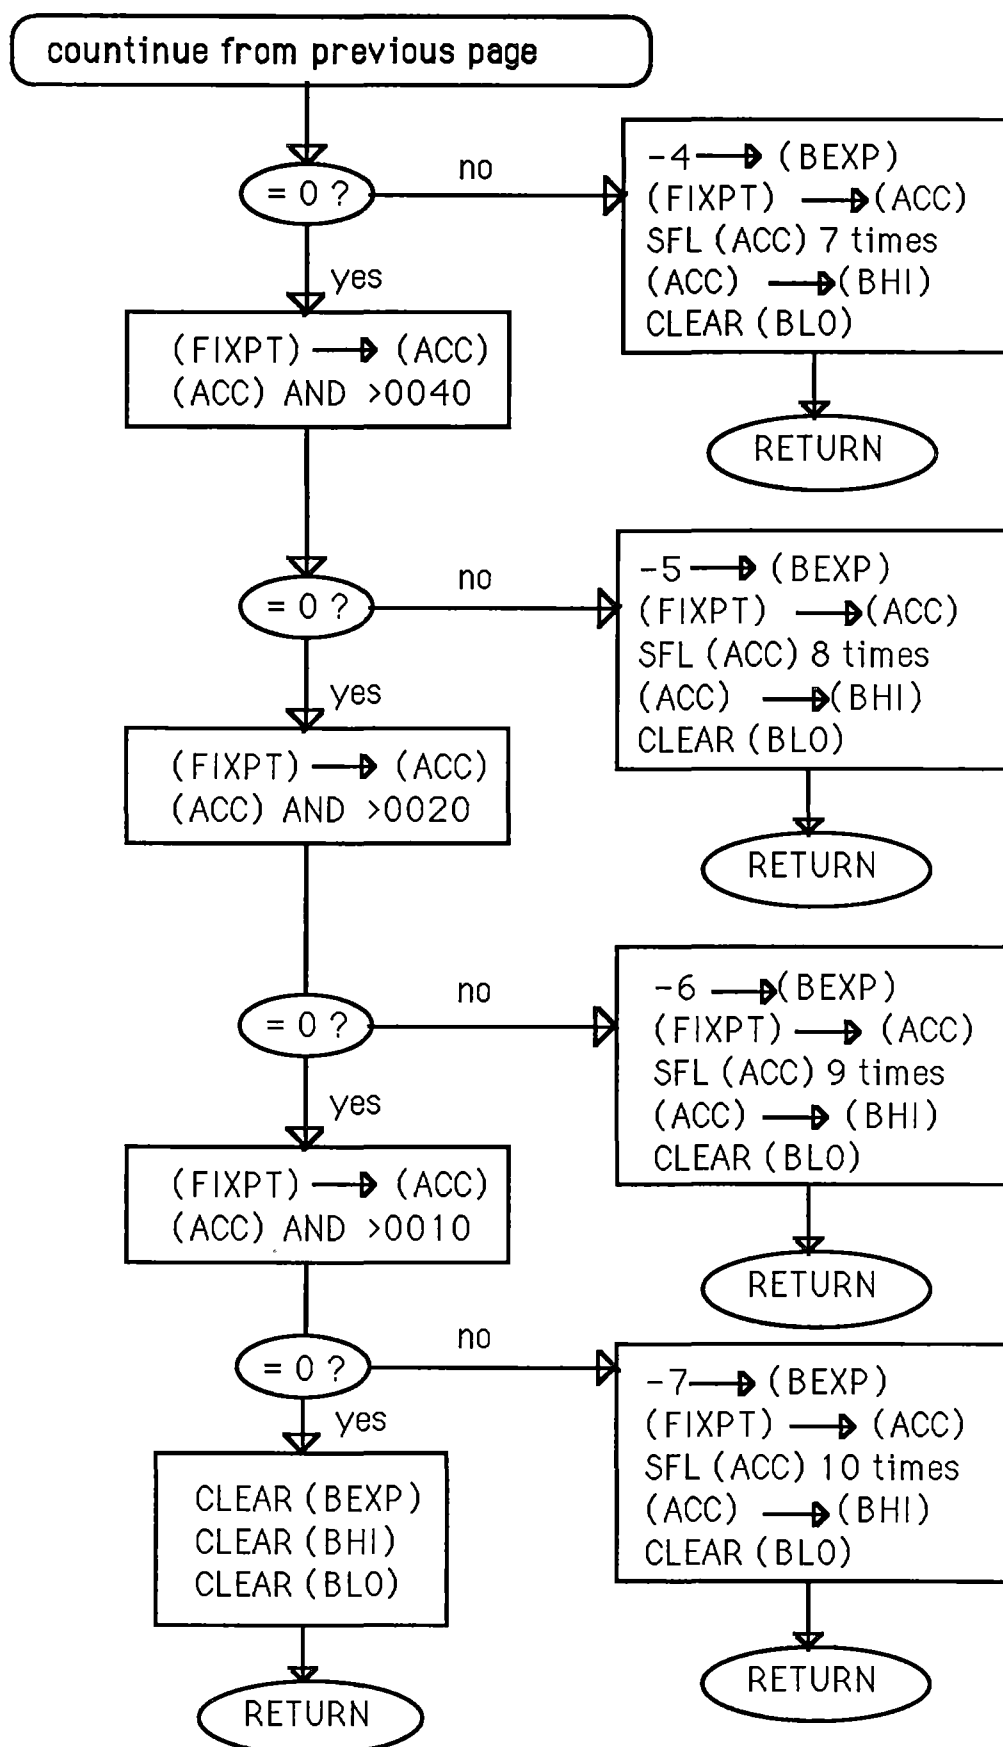 countinue from previous page
= 0 ?
no
-4 → (BEXP)
(FIXPT) → (ACC)
SFL (ACC) 7 times
(ACC) → (BHI)
CLEAR (BLO)
RETURN
yes
(FIXPT) → (ACC)
(ACC) AND >0040
= 0 ?
no
-5 → (BEXP)
(FIXPT) → (ACC)
SFL (ACC) 8 times
(ACC) → (BHI)
CLEAR (BLO)
RETURN
yes
(FIXPT) → (ACC)
(ACC) AND >0020
= 0 ?
no
-6 → (BEXP)
(FIXPT) → (ACC)
SFL (ACC) 9 times
(ACC) → (BHI)
CLEAR (BLO)
RETURN
yes
(FIXPT) → (ACC)
(ACC) AND >0010
= 0 ?
no
-7 → (BEXP)
(FIXPT) → (ACC)
SFL (ACC) 10 times
(ACC) → (BHI)
CLEAR (BLO)
RETURN
yes
CLEAR (BEXP)
CLEAR (BHI)
CLEAR (BLO)
RETURN